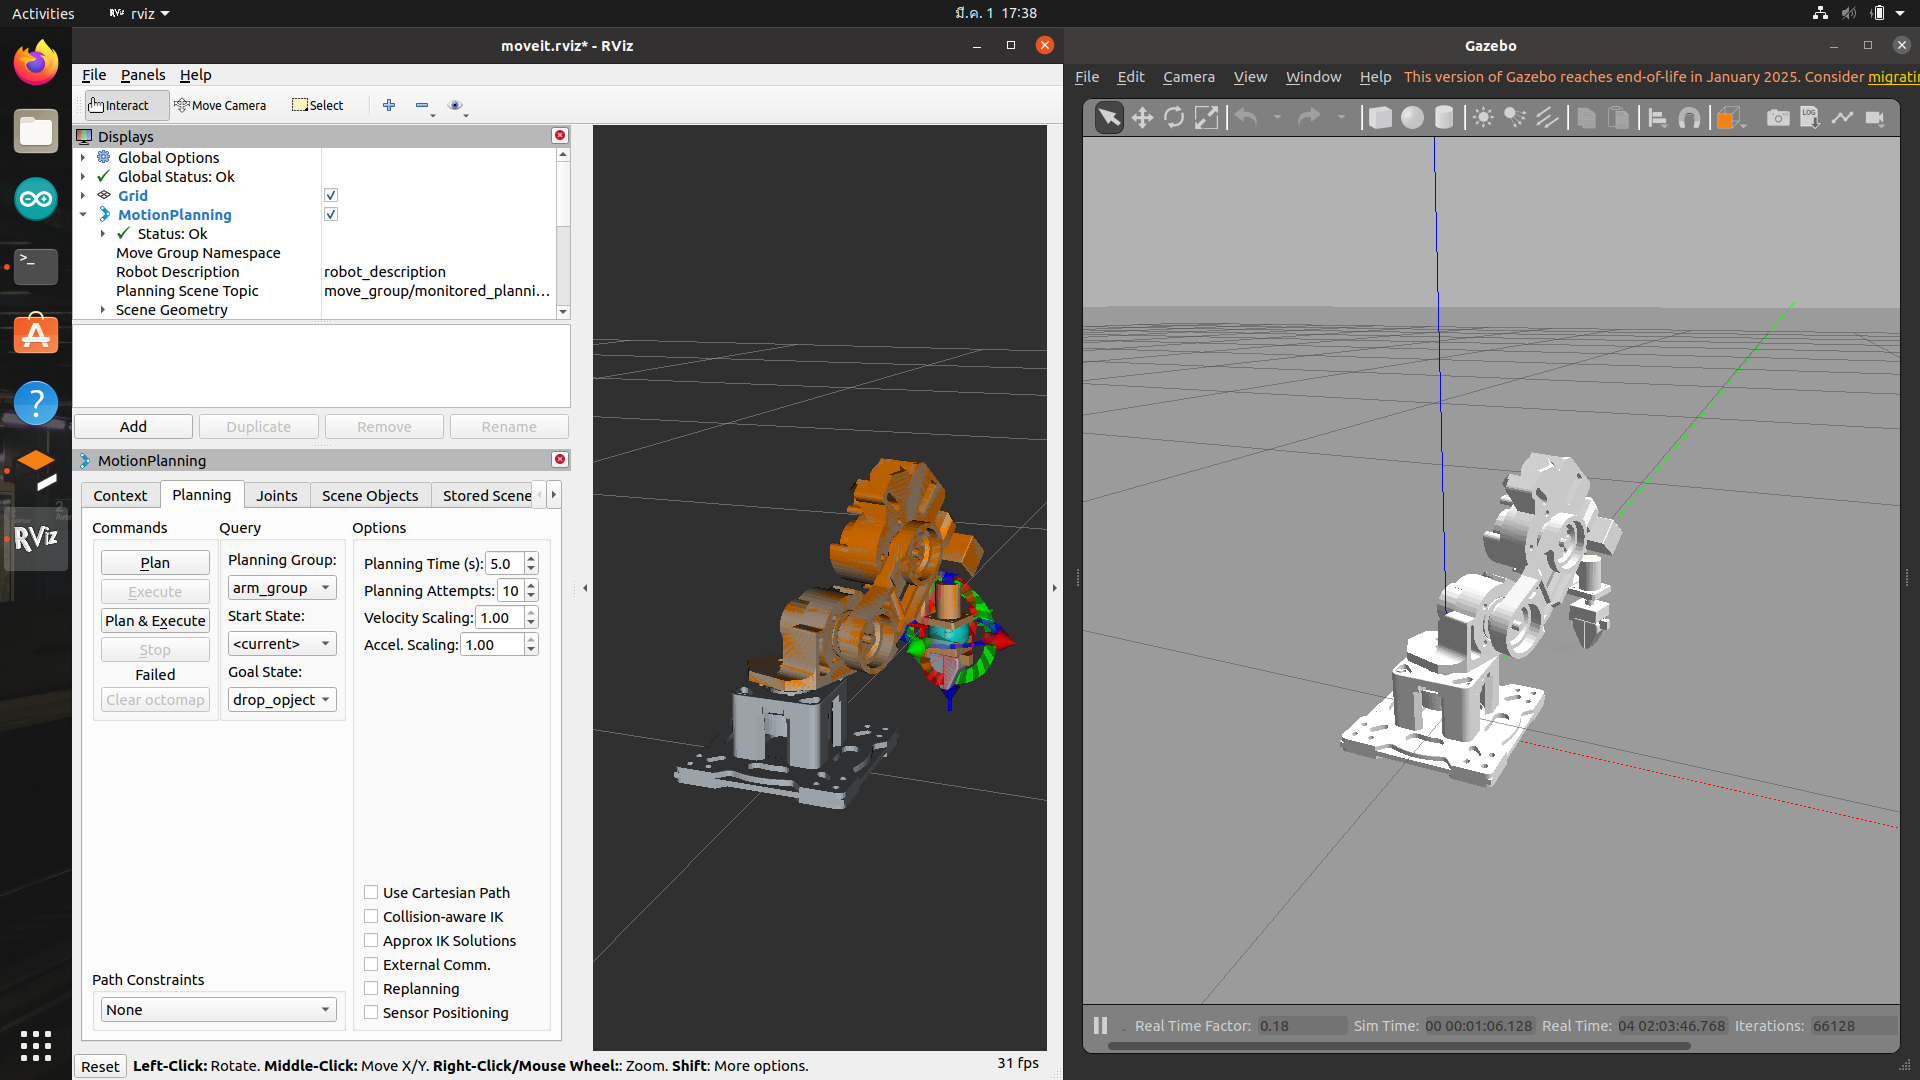 Activities
rviz
มี.ค. 1 17:38
moveit.rviz* - RViz
File Panels Help
Interact Move Camera Select
Displays
Global Options
Global Status: Ok
Grid
MotionPlanning
Status: Ok
Move Group Namespace
Robot Description robot_description
Planning Scene Topic move_group/monitored_planni...
Scene Geometry
Add Duplicate Remove Rename
MotionPlanning
Context Planning Joints Scene Objects Stored Scene
Commands Query Options
Plan
Execute
Plan & Execute
Stop
Failed
Clear octomap
Planning Group:
arm_group
Start State:
<current>
Goal State:
drop_opject
Planning Time (s): 5.0
Planning Attempts: 10
Velocity Scaling: 1.00
Accel. Scaling: 1.00
Use Cartesian Path
Collision-aware IK
Approx IK Solutions
External Comm.
Replanning
Sensor Positioning
Path Constraints
None
Reset Left-Click: Rotate. Middle-Click: Move X/Y. Right-Click/Mouse Wheel:: Zoom. Shift: More options.
31 fps
RViz
Gazebo
File Edit Camera View Window Help This version of Gazebo reaches end-of-life in January 2025. Consider migratin
LOG
Real Time Factor: 0.18 Sim Time: 00 00:01:06.128 Real Time: 04 02:03:46.768 Iterations: 66128